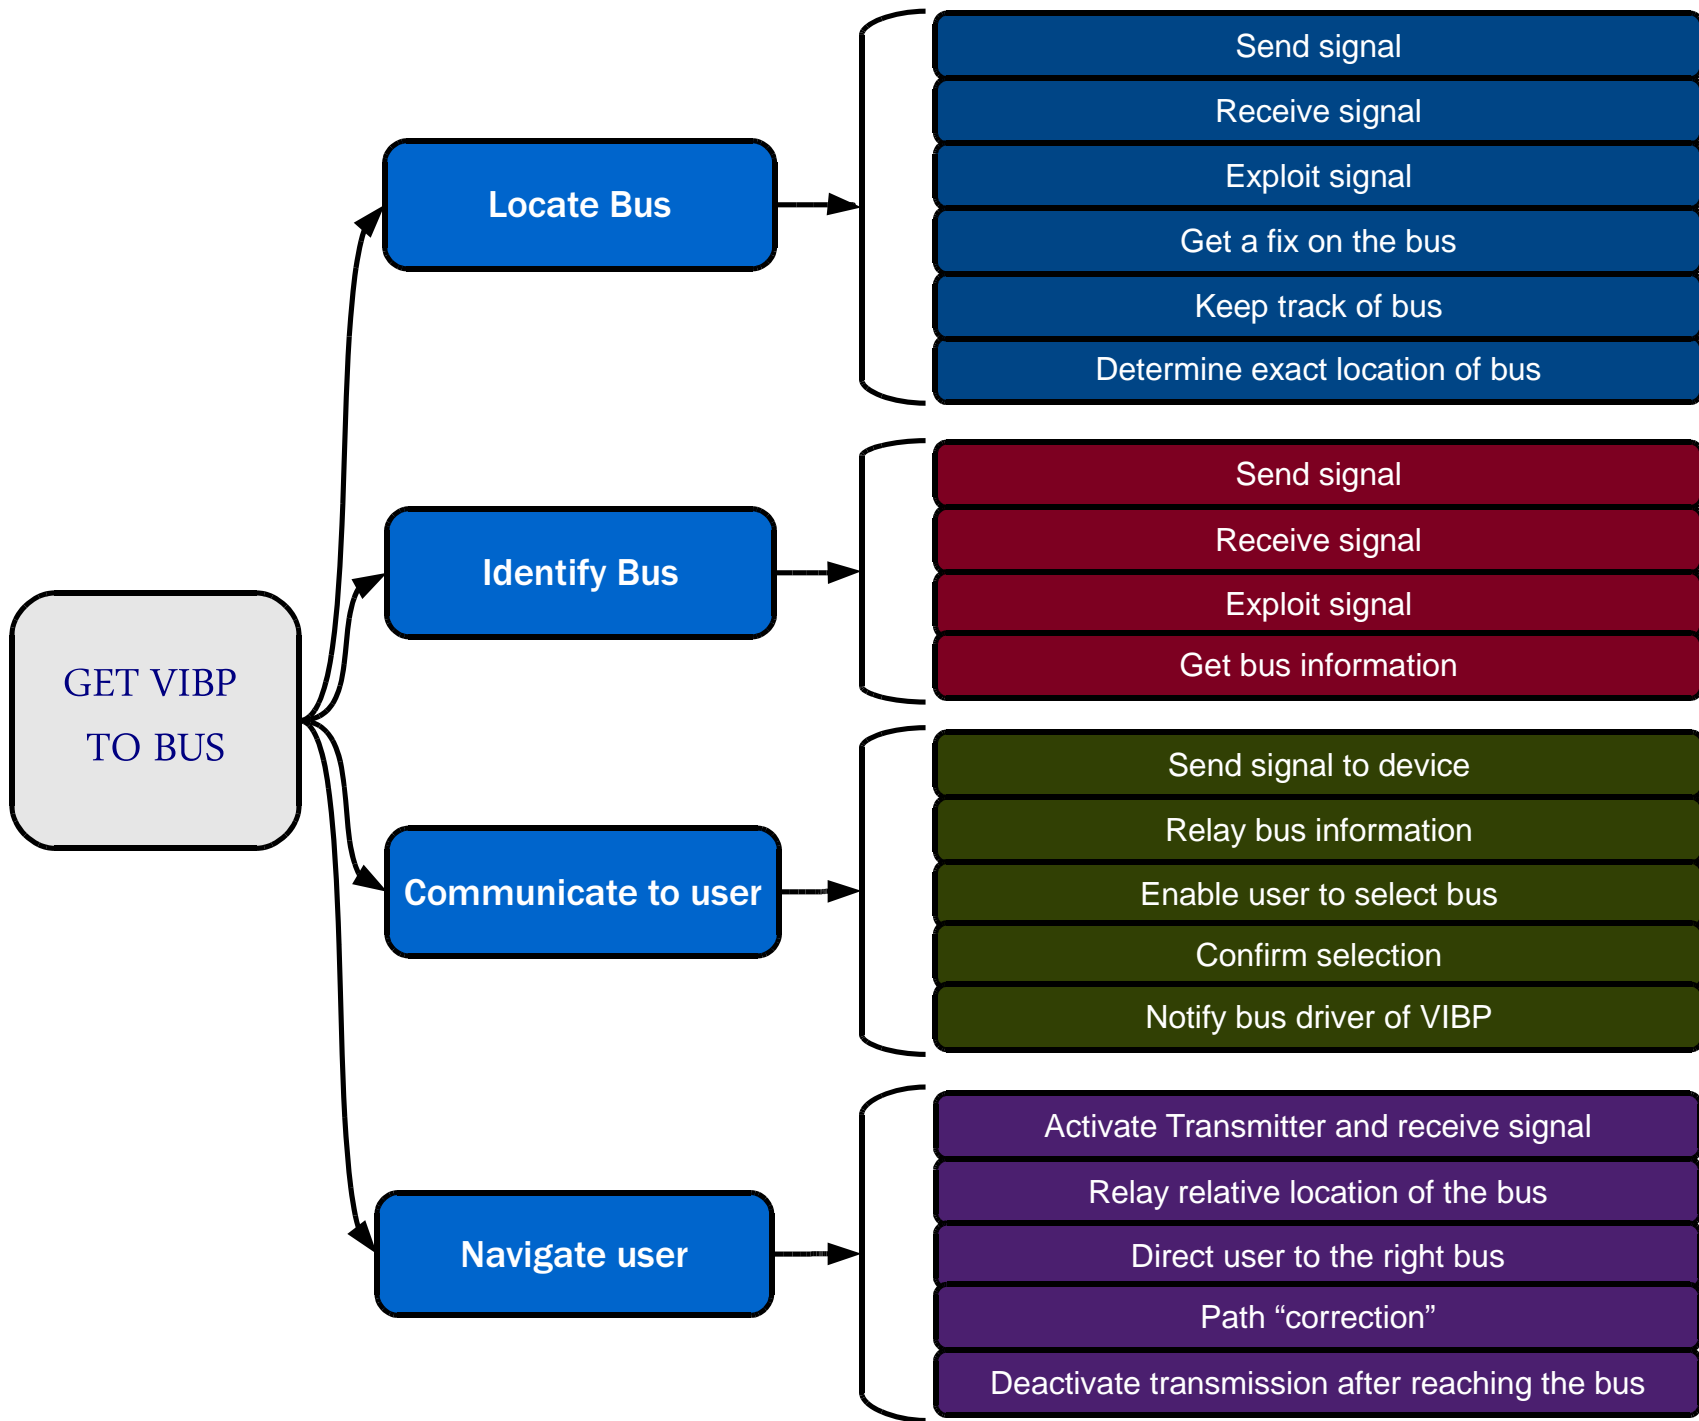 GET VIBP
TO BUS
Locate Bus
Send signal
Receive signal
Exploit signal
Get a fix on the bus
Keep track of bus
Determine exact location of bus
Identify Bus
Send signal
Receive signal
Exploit signal
Get bus information
Communicate to user
Send signal to device
Relay bus information
Enable user to select bus
Confirm selection
Notify bus driver of VIBP
Navigate user
Activate Transmitter and receive signal
Relay relative location of the bus
Direct user to the right bus
Path “correction”
Deactivate transmission after reaching the bus